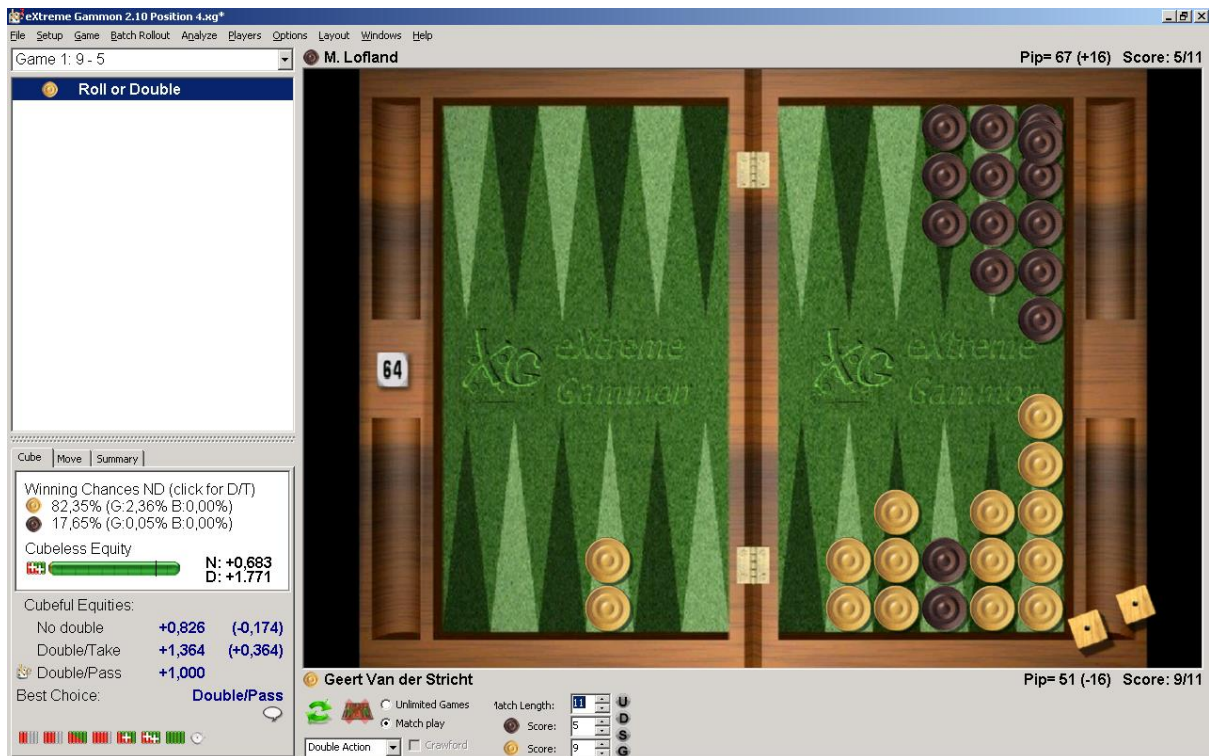 eXtreme Gammon 2.10 Position 4.xg*
File Setup Game Batch Rollout Analyze Players Options Layout Windows Help
Game 1: 9 - 5
M. Lofland
Pip= 67 (+16) Score: 5/11
Roll or Double
64
eXtreme
Gammon
eXtreme
Gammon
Cube Move Summary
Winning Chances ND (click for D/T)
82,35% (G:2,36% B:0,00%)
17,65% (G:0,05% B:0,00%)
Cubeless Equity
N: +0,683
D: +1.771
Cubeful Equities:
No double +0,826 (-0,174)
Double/Take +1,364 (+0,364)
Double/Pass +1,000
Best Choice: Double/Pass
Geert Van der Stricht
Pip= 51 (-16) Score: 9/11
Unlimited Games
Match play
Double Action
Crawford
Match Length: 11
Score: 5
Score: 9
U
D
S
G